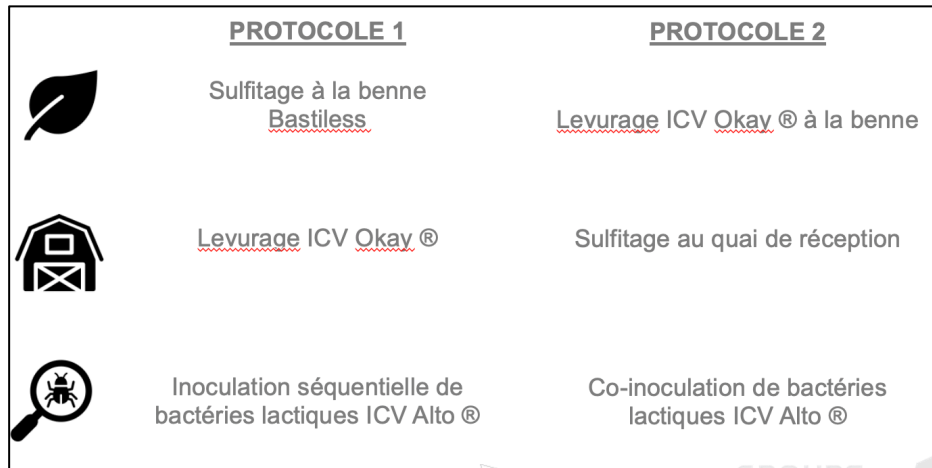 PROTOCOLE 1
PROTOCOLE 2
Sulfitage à la benne
Bastiless
Levurage ICV Okay ® à la benne
Levurage ICV Okay ®
Sulfitage au quai de réception
Inoculation séquentielle de
bactéries lactiques ICV Alto ®
Co-inoculation de bactéries
lactiques ICV Alto ®